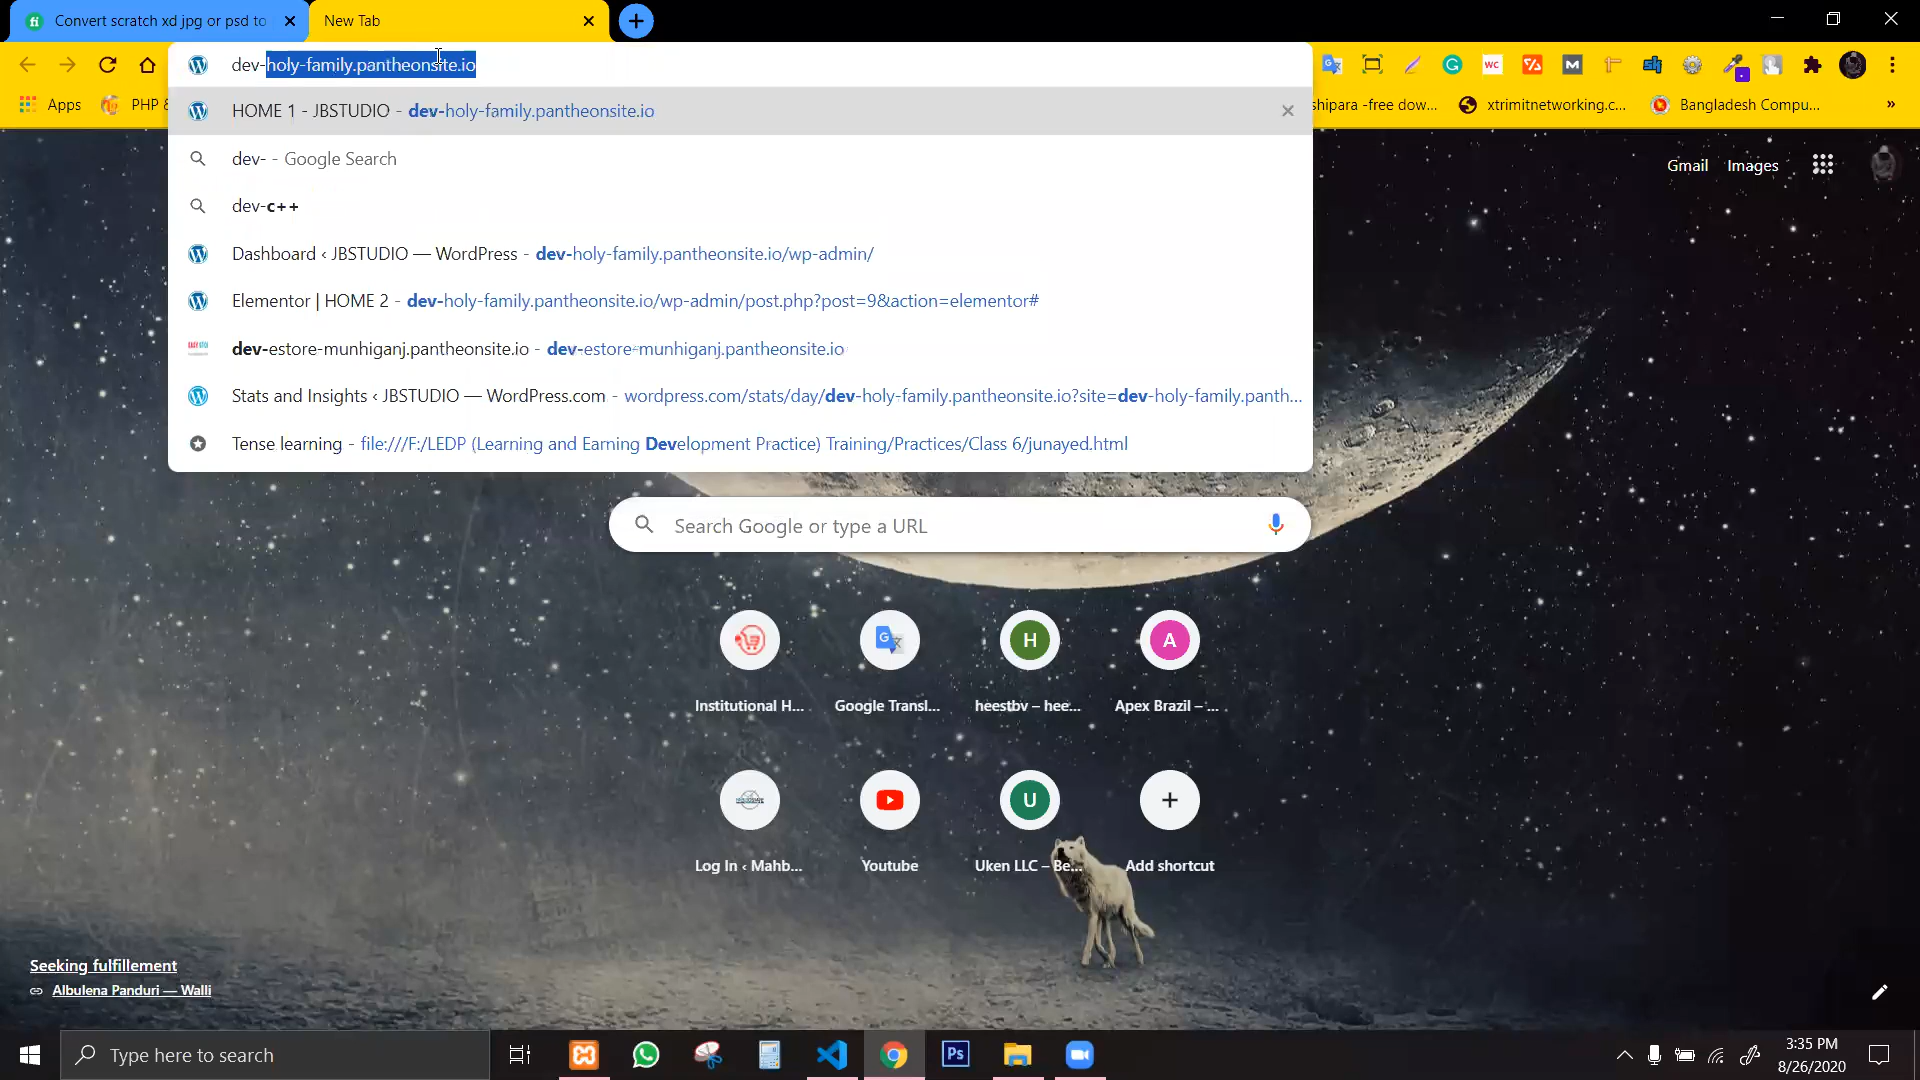 Convert scratch xd jpg or psd to
New Tab
dev-holy-family.pantheonsite.io
WC
M
Apps
PHP &
shipara -free dow...
xtrimitnetworking.c...
Bangladesh Compu...
»
HOME 1 - JBSTUDIO - dev-holy-family.pantheonsite.io
dev- - Google Search
dev-c++
Dashboard ‹ JBSTUDIO — WordPress - dev-holy-family.pantheonsite.io/wp-admin/
Elementor | HOME 2 - dev-holy-family.pantheonsite.io/wp-admin/post.php?post=9&action=elementor#
dev-estore-munhiganj.pantheonsite.io - dev-estore-munhiganj.pantheonsite.io
Stats and Insights ‹ JBSTUDIO — WordPress.com - wordpress.com/stats/day/dev-holy-family.pantheonsite.io?site=dev-holy-family.panth...
Tense learning - file:///F:/LEDP (Learning and Earning Development Practice) Training/Practices/Class 6/junayed.html
Gmail Images
Search Google or type a URL
H
A
Institutional H...
Google Transl...
heestbv – hee...
Apex Brazil – ...
U
Log In ‹ Mahb...
Youtube
Uken LLC – Be...
Add shortcut
Seeking fulfillement
Albulena Panduri — Walli
Type here to search
Ps
3:35 PM
8/26/2020